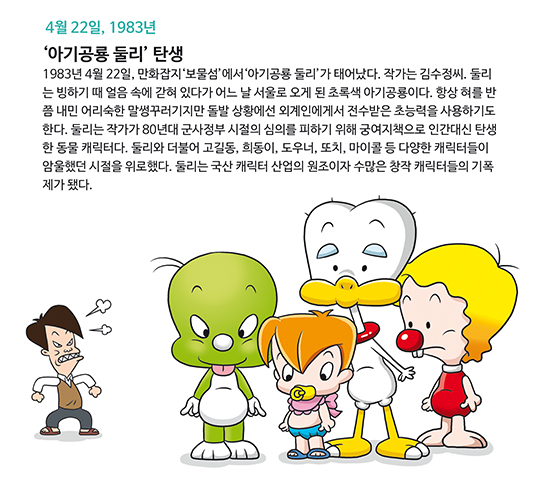 4월 22일, 1983년
‘아기공룡 둘리’ 탄생
1983년 4월 22일, 만화잡지‘보물섬’에서‘아기공룡 둘리’가 태어났다. 작가는 김수정씨. 둘리
는 빙하기 때 얼음 속에 갇혀 있다가 어느 날 서울로 오게 된 초록색 아기공룡이다. 항상 혀를 반
쯤 내민 어리숙한 말썽꾸러기지만 돌발 상황에선 외계인에게서 전수받은 초능력을 사용하기도
한다. 둘리는 작가가 80년대 군사정부 시절의 심의를 피하기 위해 궁여지책으로 인간대신 탄생
한 동물 캐릭터다. 둘리와 더불어 고길동, 희동이, 도우너, 또치, 마이콜 등 다양한 캐릭터들이
암울했던 시절을 위로했다. 둘리는 국산 캐릭터 산업의 원조이자 수많은 창작 캐릭터들의 기폭
제가 됐다.